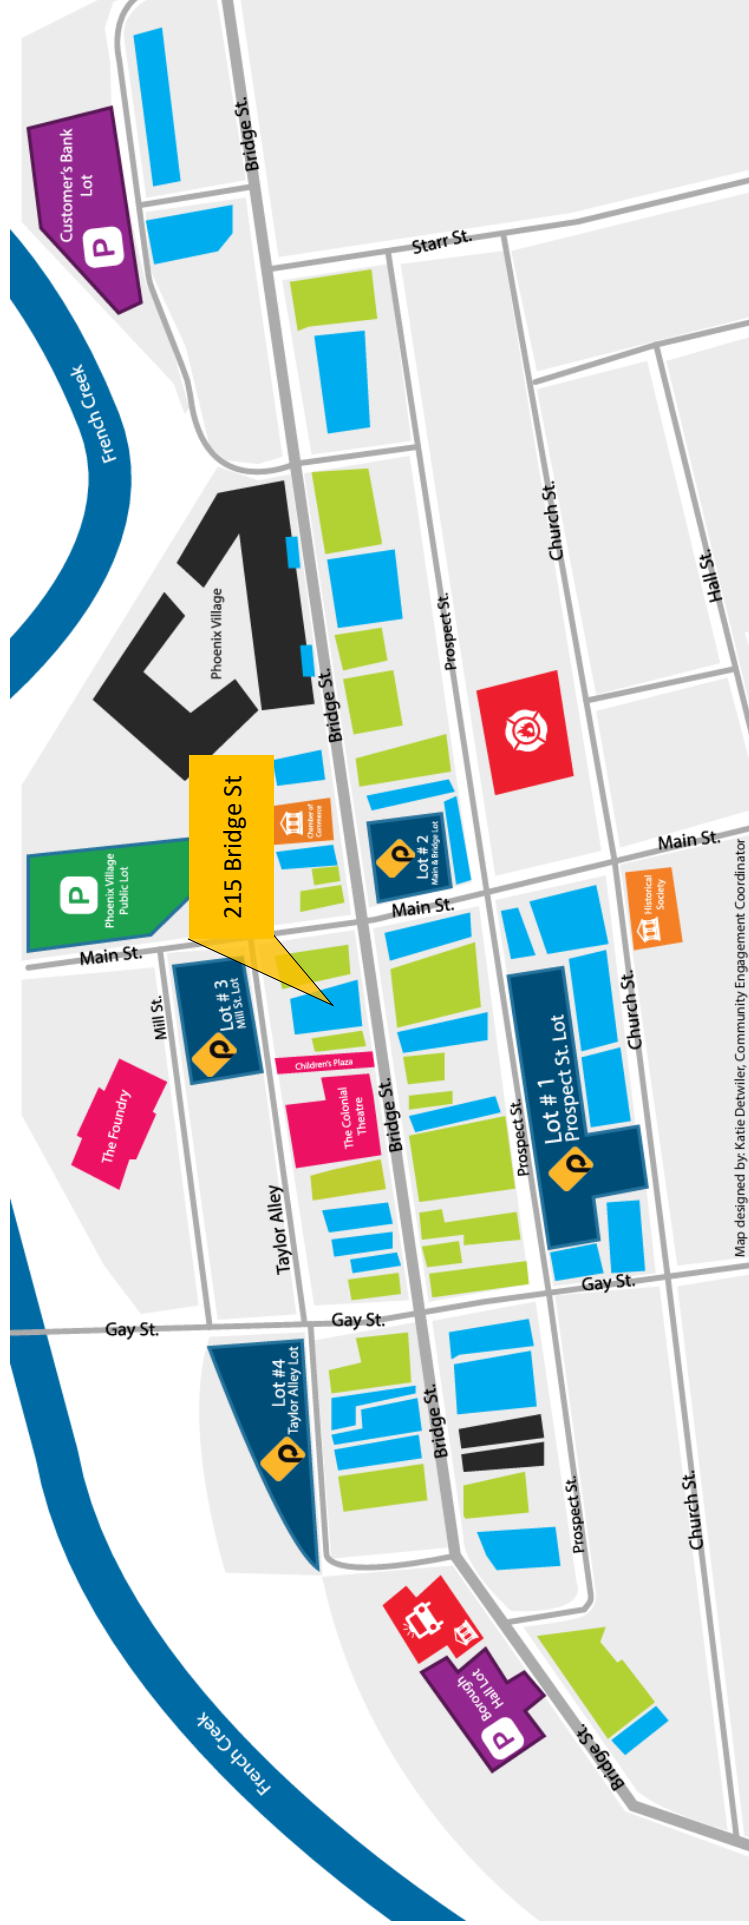 Customer's Bank
Lot
P
Bridge St.
Starr St.
French Creek
Church St.
Hall St.
Phoenix Village
Prospect St.
Bridge St.
215 Bridge St
Chamber of
Commerce
P
Phoenix Village
Public Lot
Lot # 2
Main & Bridge Lot
Main St.
Main St.
Main St.
Historical
Society
Mill St.
Lot # 3
Mill St. Lot
Children's Plaza
The Colonial
Theatre
The Foundry
Bridge St.
Lot # 1
Prospect St. Lot
Church St.
Prospect St.
Taylor Alley
Gay St.
Gay St.
Gay St.
Lot #4
Taylor Alley Lot
Bridge St.
Prospect St.
Church St.
P
Borough
Hall Lot
Bridge St.
French Creek
Map designed by: Katie Detwiler, Community Engagement Coordinator